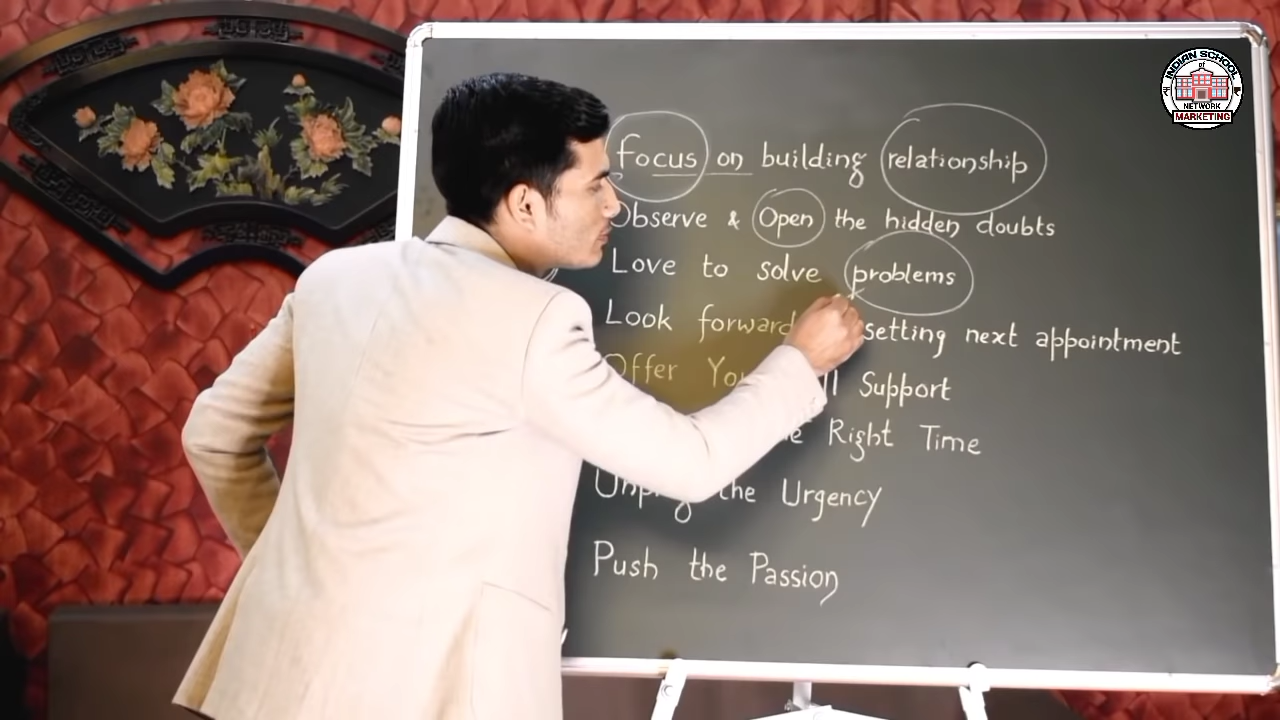 INDIAN SCHOOL
of
NETWORK
MARKETING
focus on building relationship
Observe & Open the hidden doubts
Love to solve problems
Look forward setting next appointment
Offer Support
Right Time
the Urgency
Push the Passion